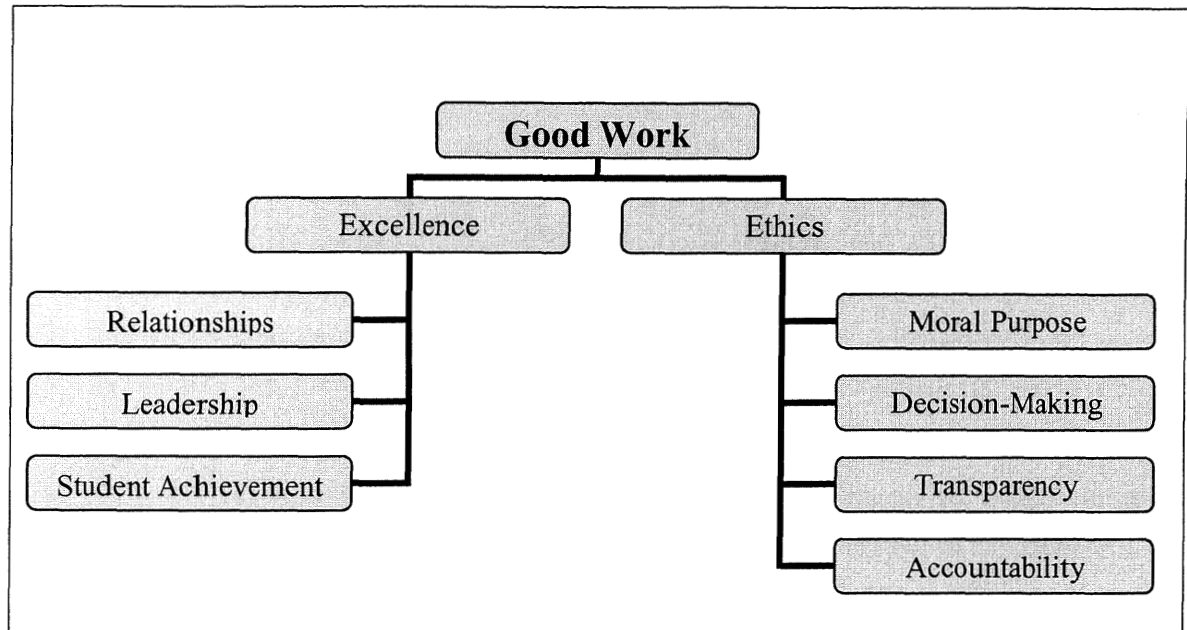 Good Work
Excellence
Ethics
Relationships
Leadership
Student Achievement
Moral Purpose
Decision-Making
Transparency
Accountability